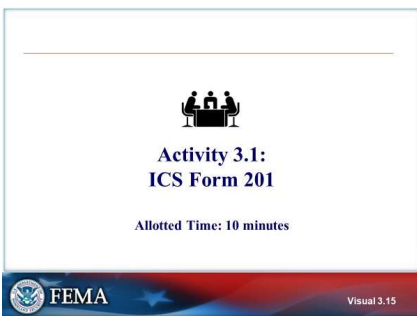 Activity 3.1:
ICS Form 201
Allotted Time: 10 minutes
FEMA
Visual 3.15